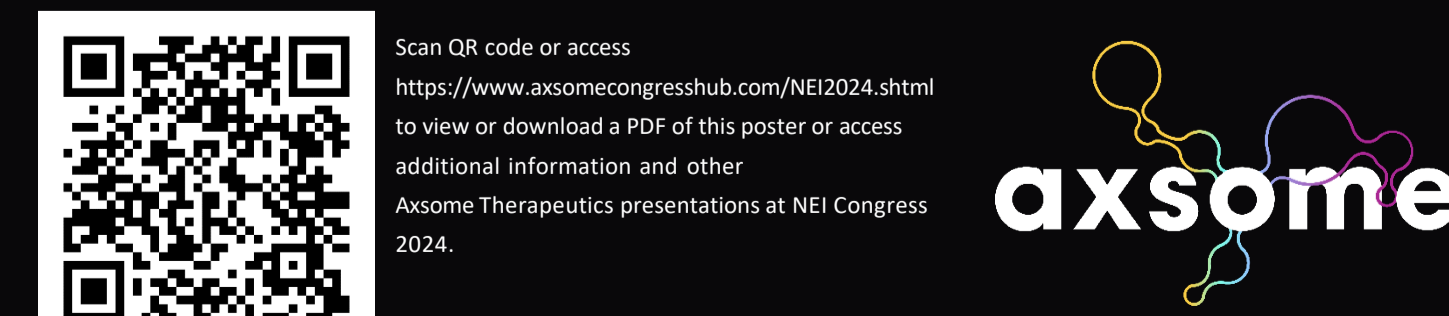 Scan QR code or access
https://www.axsomecongresshub.com/NEI2024.shtml
to view or download a PDF of this poster or access
additional information and other
Axsome Therapeutics presentations at NEI Congress
2024.
axsome